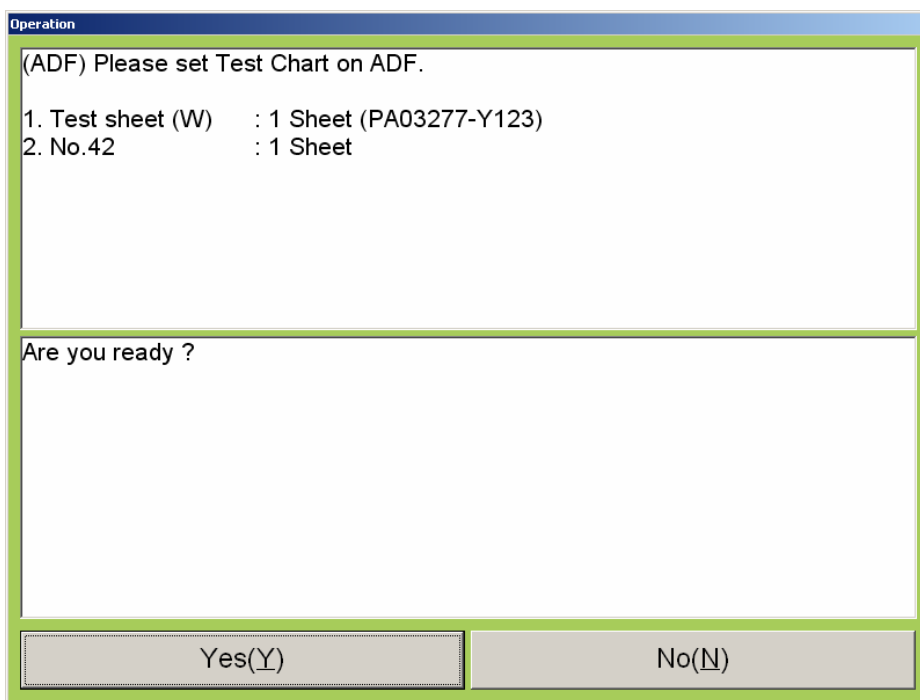 Operation
(ADF) Please set Test Chart on ADF.
1. Test sheet (W) : 1 Sheet (PA03277-Y123)
2. No.42 : 1 Sheet
Are you ready ?
Yes(Y) No(N)